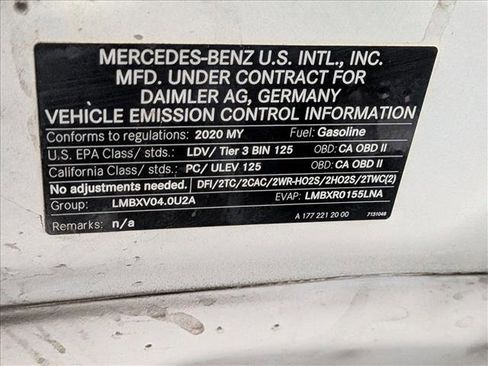 MERCEDES-BENZ U.S. INTL., INC.
MFD. UNDER CONTRACT FOR
DAIMLER AG, GERMANY
VEHICLE EMISSION CONTROL INFORMATION
Conforms to regulations: 2020 MY Fuel: Gasoline
U.S. EPA Class/ stds.: LDV/ Tier 3 BIN 125 OBD: CA OBD II
California Class/ stds.: PC/ ULEV 125 OBD: CA OBD II
No adjustments needed. DFI/2TC/2CAC/2WR-HO2S/2HO2S/2TWC(2)
Group: LMBXV04.0U2A EVAP: LMBXR0155LNA
A 177 221 20 00 7151048
Remarks: n/a